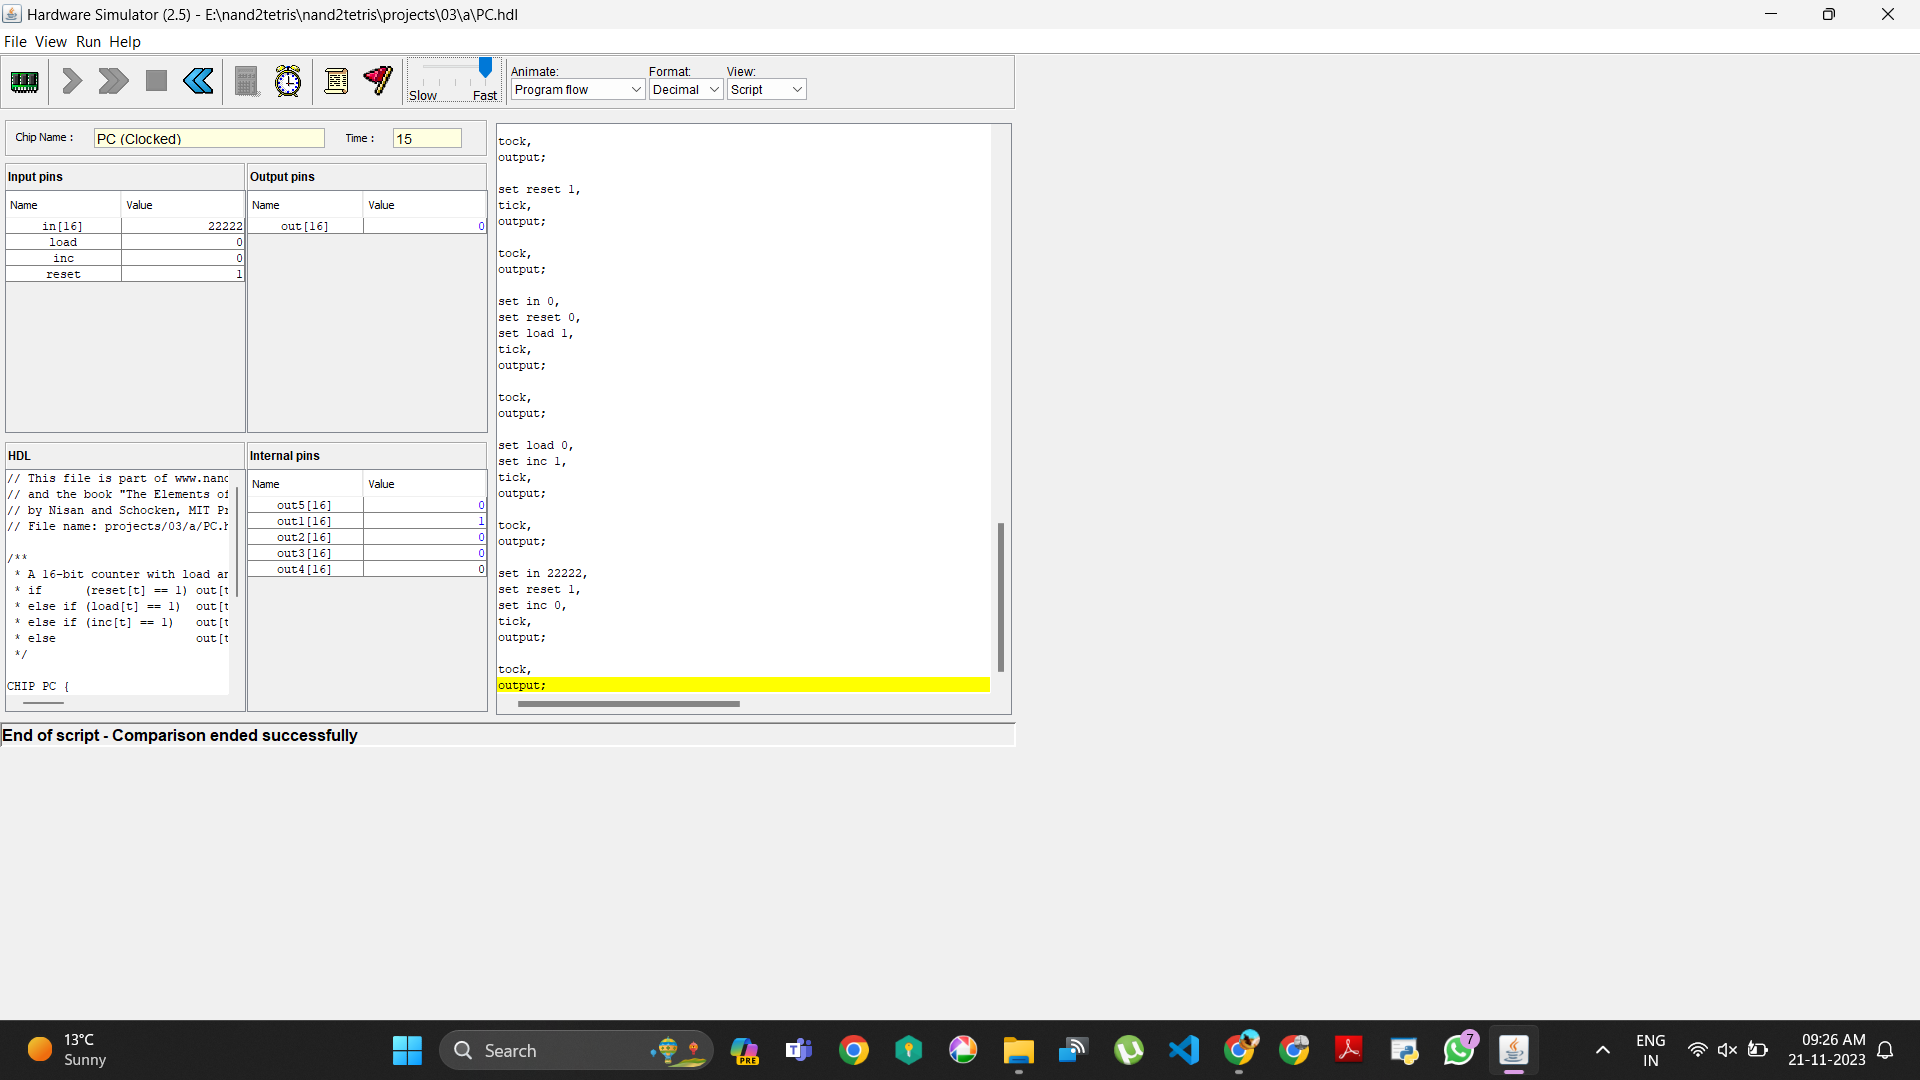 Hardware Simulator (2.5) - E:\nand2tetris\nand2tetris\projects\03\a\PC.hdl
File View Run Help
Slow Fast
Animate: Format: View:
Program flow Decimal Script
Chip Name : PC (Clocked) Time : 15
Input pins
Name Value
in[16] 22222
load 0
inc 0
reset 1
Output pins
Name Value
out[16] 0
HDL
// This file is part of www.nand
// and the book "The Elements of
// by Nisan and Schocken, MIT Pr
// File name: projects/03/a/PC.h
/**
* A 16-bit counter with load an
* if (reset[t] == 1) out[t
* else if (load[t] == 1) out[t
* else if (inc[t] == 1) out[t
* else out[t
*/
CHIP PC {
Internal pins
Name Value
out5[16] 0
out1[16] 1
out2[16] 0
out3[16] 0
out4[16] 0
tock,
output;
set reset 1,
tick,
output;
tock,
output;
set in 0,
set reset 0,
set load 1,
tick,
output;
tock,
output;
set load 0,
set inc 1,
tick,
output;
tock,
output;
set in 22222,
set reset 1,
set inc 0,
tick,
output;
tock,
output;
End of script - Comparison ended successfully
13°C
Sunny
Search
PRE
7
ENG
IN
09:26 AM
21-11-2023